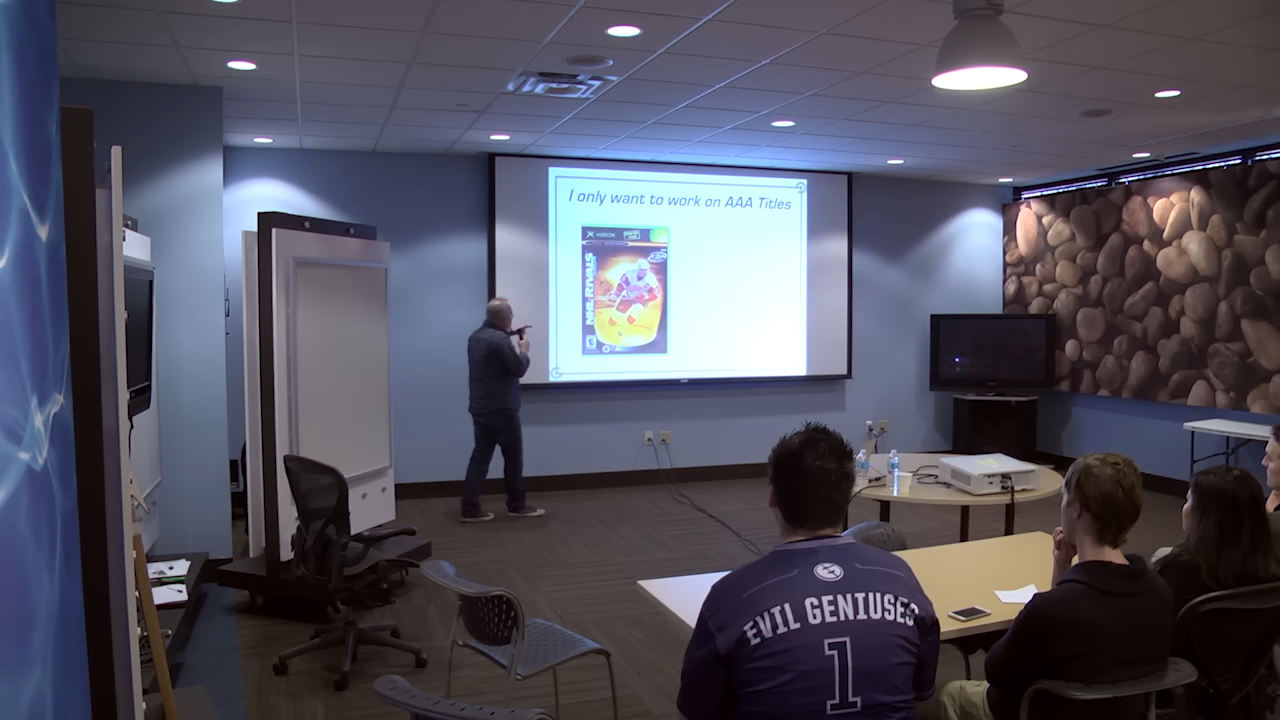 I only want to work on AAA Titles
XBOX
NHL RIVALS
EVIL GENIUSES
1